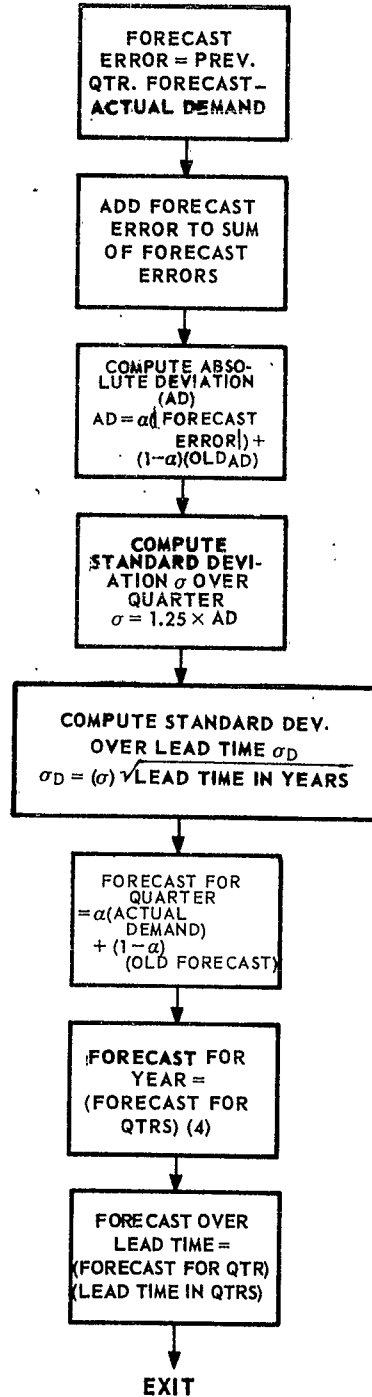 FORECAST
ERROR = PREV.
QTR. FORECAST–
ACTUAL DEMAND
ADD FORECAST
ERROR TO SUM
OF FORECAST
ERRORS
COMPUTE ABSO-
LUTE DEVIATION
(AD)
AD = α(|FORECAST
ERROR|) +
(1-α)(OLD AD)
COMPUTE
STANDARD DEVI-
ATION σ OVER
QUARTER
σ = 1.25 × AD
COMPUTE STANDARD DEV.
OVER LEAD TIME σD
σD = (σ) √LEAD TIME IN YEARS
FORECAST FOR
QUARTER
= α(ACTUAL
DEMAND)
+ (1-α)
(OLD FORECAST)
FORECAST FOR
YEAR =
(FORECAST FOR
QTRS) (4)
FORECAST OVER
LEAD TIME =
(FORECAST FOR QTR)
(LEAD TIME IN QTRS)
EXIT